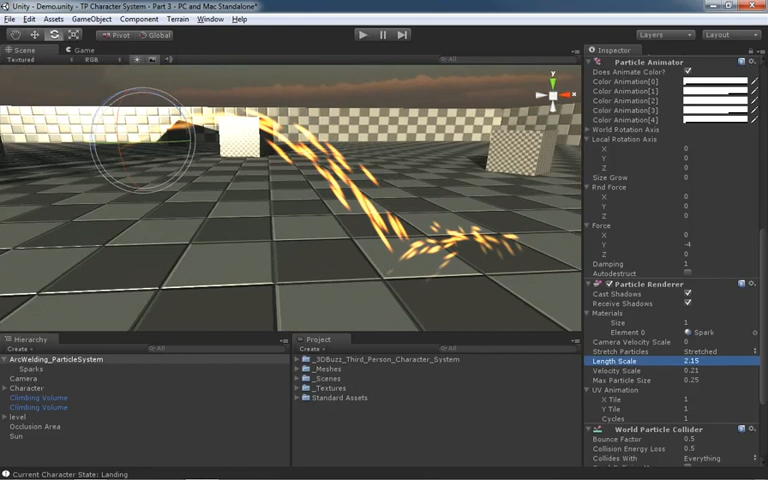 Unity - Demo.unity - TP Character System - Part 3 - PC and Mac Standalone*
File Edit Assets GameObject Component Terrain Window Help
Pivot Global Layers Layout
Scene Game
Textured RGB All
y
x
Inspector
Particle Animator
Does Animate Color?
Color Animation[0]
Color Animation[1]
Color Animation[2]
Color Animation[3]
Color Animation[4]
World Rotation Axis
Local Rotation Axis
X 0
Y 0
Z 0
Size Grow 0
Rnd Force
X 0
Y 0
Z 0
Force
X 0
Y -4
Z 0
Damping 1
Autodestruct
Particle Renderer
Cast Shadows
Receive Shadows
Materials
Size 1
Element 0 Spark
Camera Velocity Scale 0
Stretch Particles Stretched
Length Scale 2.15
Velocity Scale 0.21
Max Particle Size 0.25
UV Animation
X Tile 1
Y Tile 1
Cycles 1
World Particle Collider
Bounce Factor 0.5
Collision Energy Loss 0.5
Collides With Everything
Hierarchy
Create All
ArcWelding_ParticleSystem
Sparks
Camera
Character
Climbing Volume
Climbing Volume
level
Occlusion Area
Sun
Project
Create All
_3DBuzz_Third_Person_Character_System
_Meshes
_Scenes
_Textures
Standard Assets
Current Character State: Landing